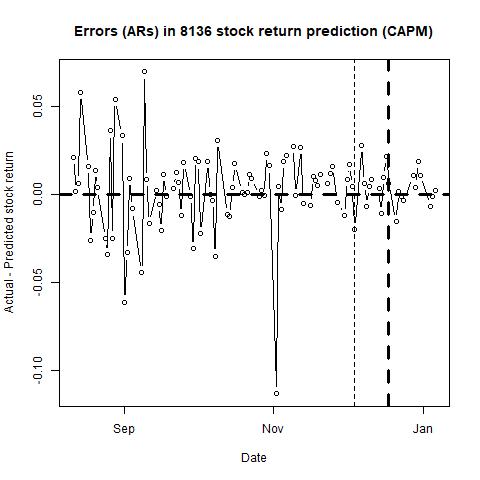 Errors (ARs) in 8136 stock return prediction (CAPM)
Actual - Predicted stock return
0.05
0.00
-0.05
-0.10
Sep
Nov
Jan
Date